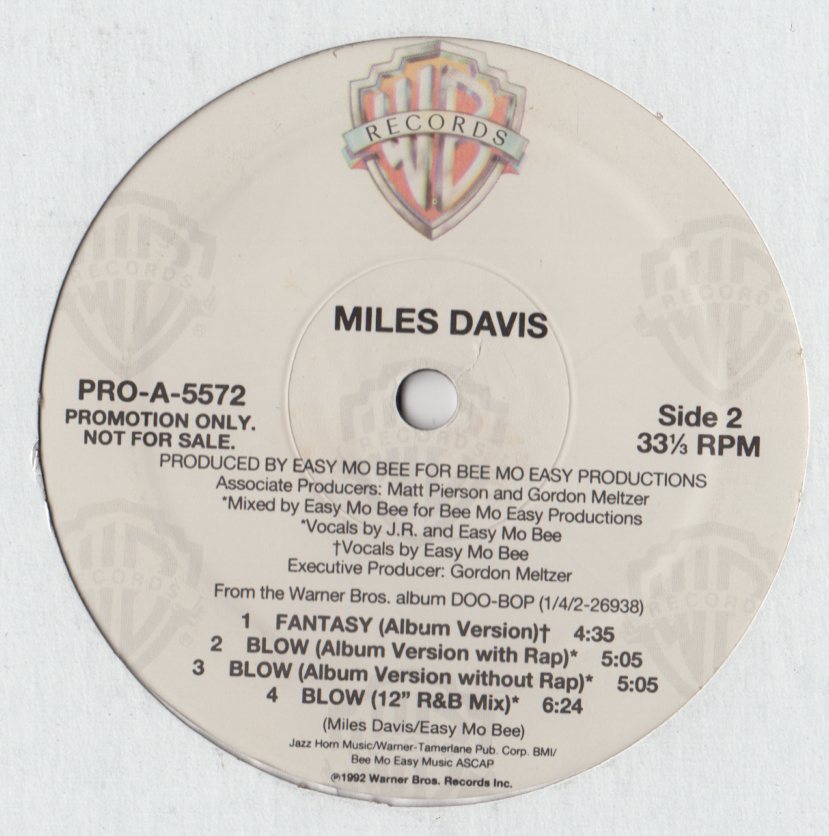 WB
RECORDS
MILES DAVIS
PRO-A-5572
PROMOTION ONLY.
NOT FOR SALE.
Side 2
33⅓ RPM
PRODUCED BY EASY MO BEE FOR BEE MO EASY PRODUCTIONS
Associate Producers: Matt Pierson and Gordon Meltzer
*Mixed by Easy Mo Bee for Bee Mo Easy Productions
*Vocals by J.R. and Easy Mo Bee
†Vocals by Easy Mo Bee
Executive Producer: Gordon Meltzer
From the Warner Bros. album DOO-BOP (1/4/2-26938)
1 FANTASY (Album Version)† 4:35
2 BLOW (Album Version with Rap)* 5:05
3 BLOW (Album Version without Rap)* 5:05
4 BLOW (12” R&B Mix)* 6:24
(Miles Davis/Easy Mo Bee)
Jazz Horn Music/Warner-Tamerlane Pub. Corp. BMI/
Bee Mo Easy Music ASCAP
℗1992 Warner Bros. Records Inc.